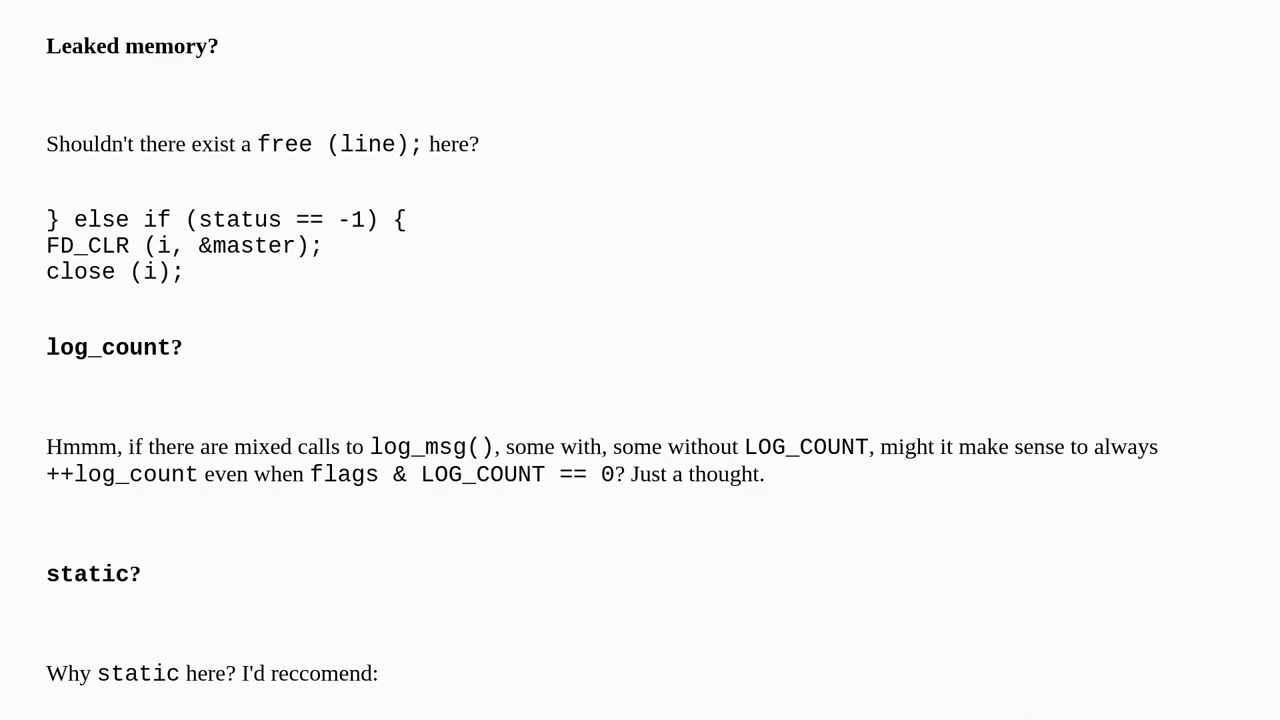 Leaked memory?
Shouldn't there exist a free (line); here?
} else if (status == -1) {
FD_CLR (i, &master);
close (i);
log_count?
Hmmm, if there are mixed calls to log_msg(), some with, some without LOG_COUNT, might it make sense to always
++log_count even when flags & LOG_COUNT == 0? Just a thought.
static?
Why static here? I'd reccomend: